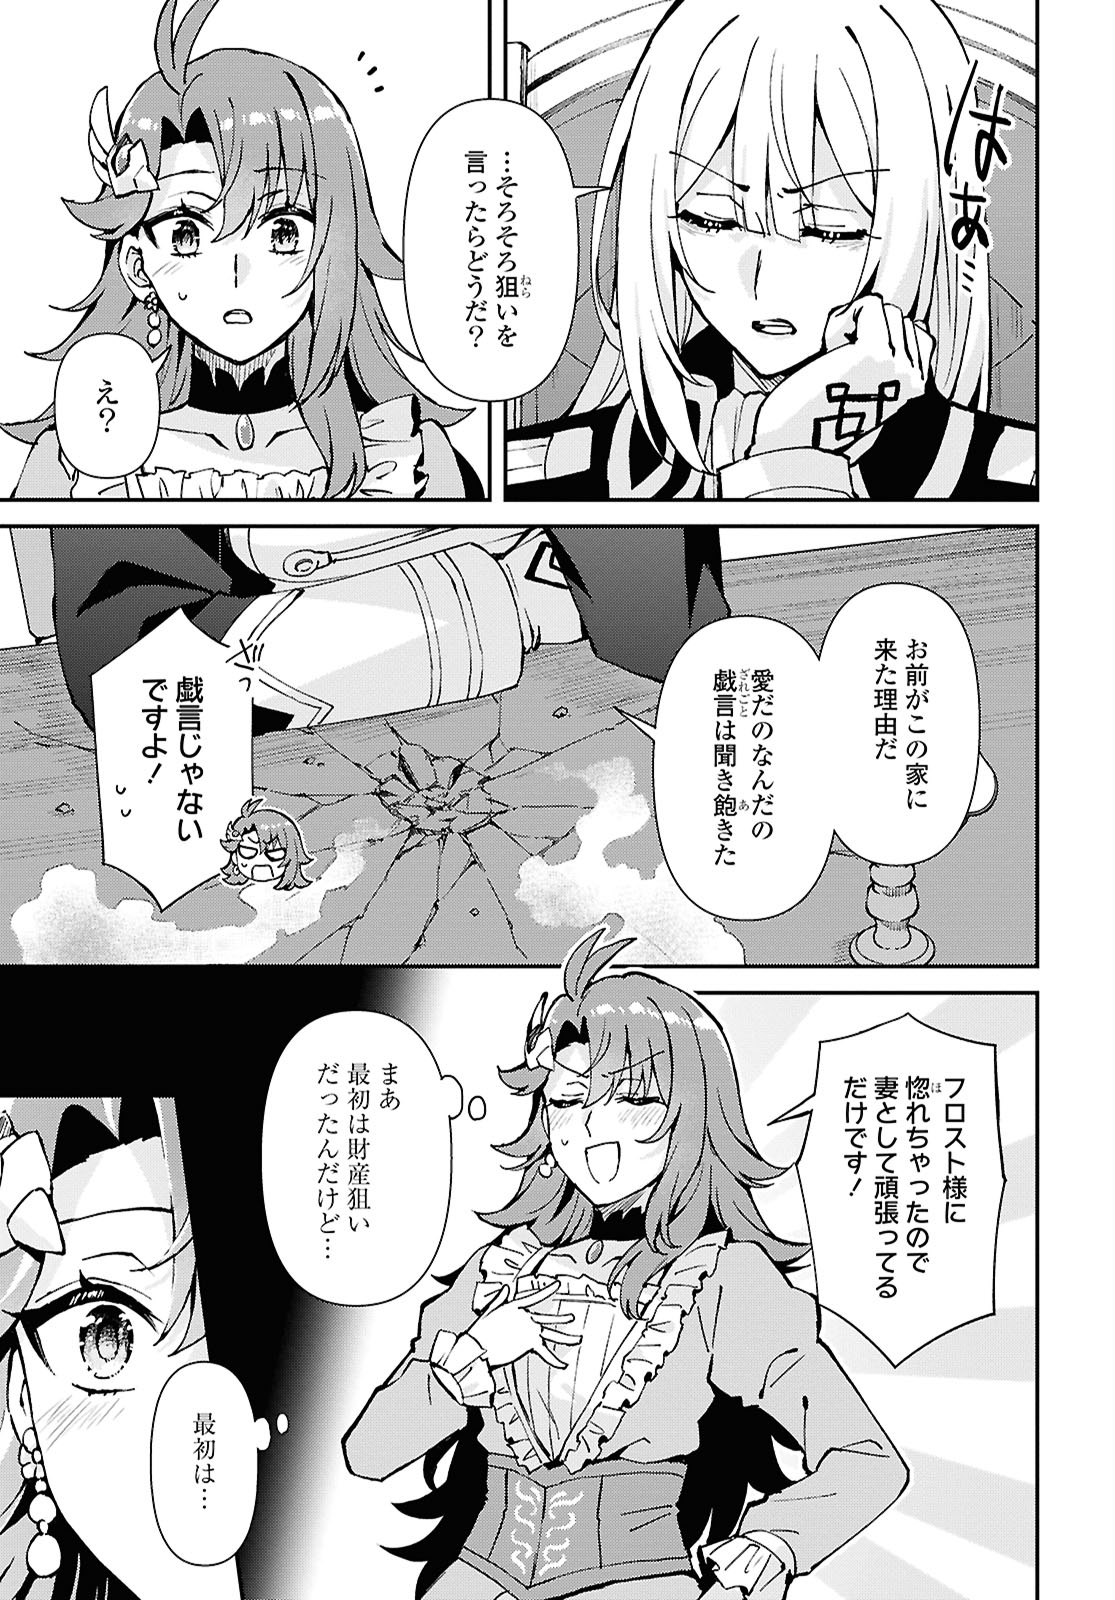 はあ…
…そろそろ狙いを
言ったらどうだ？
え？
お前がこの家に
来た理由だ
愛だのなんだの
戯言は聞き飽きた
戯言じゃない
ですよ！
フロスト様に
惚れちゃったので
妻として頑張ってる
だけです！
まあ
最初は財産狙い
だったんだけど…
最初は…